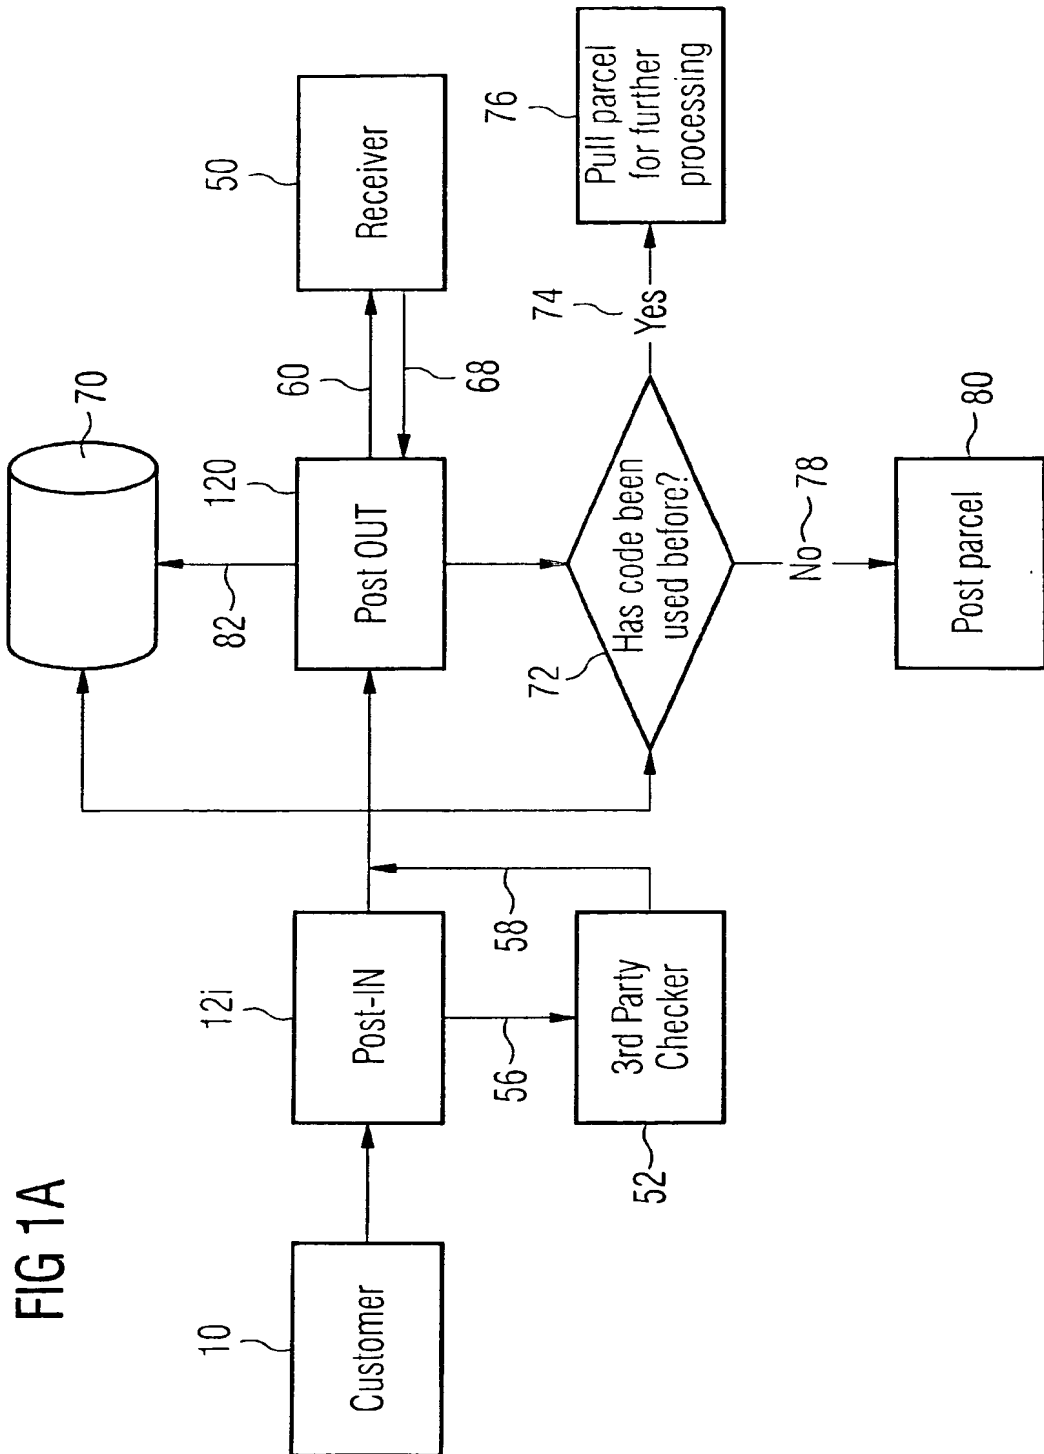 FIG 1A
10
Customer
12i
Post-IN
56
58
3rd Party
Checker
52
70
82
120
Post OUT
60
68
50
Receiver
72
Has code been
used before?
74
Yes
76
Pull parcel
for further
processing
No
78
Post parcel
80